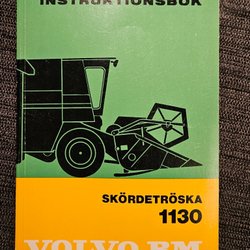 INSTRUKTIONSBOK
SKÖRDETRÖSKA
1130
VOLVO BM